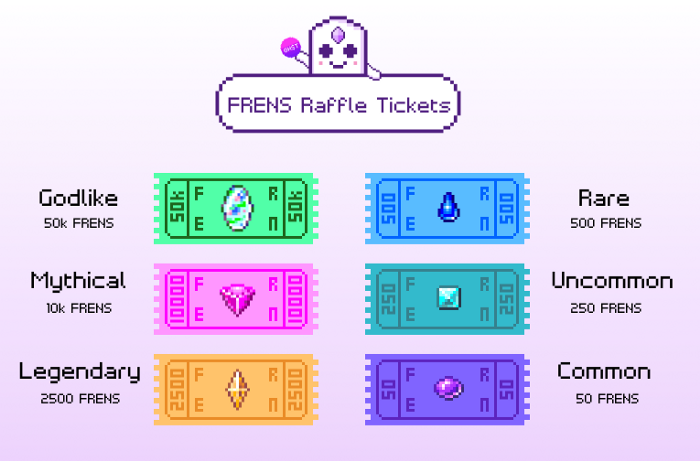 FRENS Raffle Tickets
Godlike
50k FRENS
50k F R E n 50k
Rare
500 FRENS
500 F R E n 500
Mythical
10k FRENS
10000 F R E n 10000
Uncommon
250 FRENS
250 F R E n 250
Legendary
2500 FRENS
2500 F R E n 2500
Common
50 FRENS
50 F R E n 50